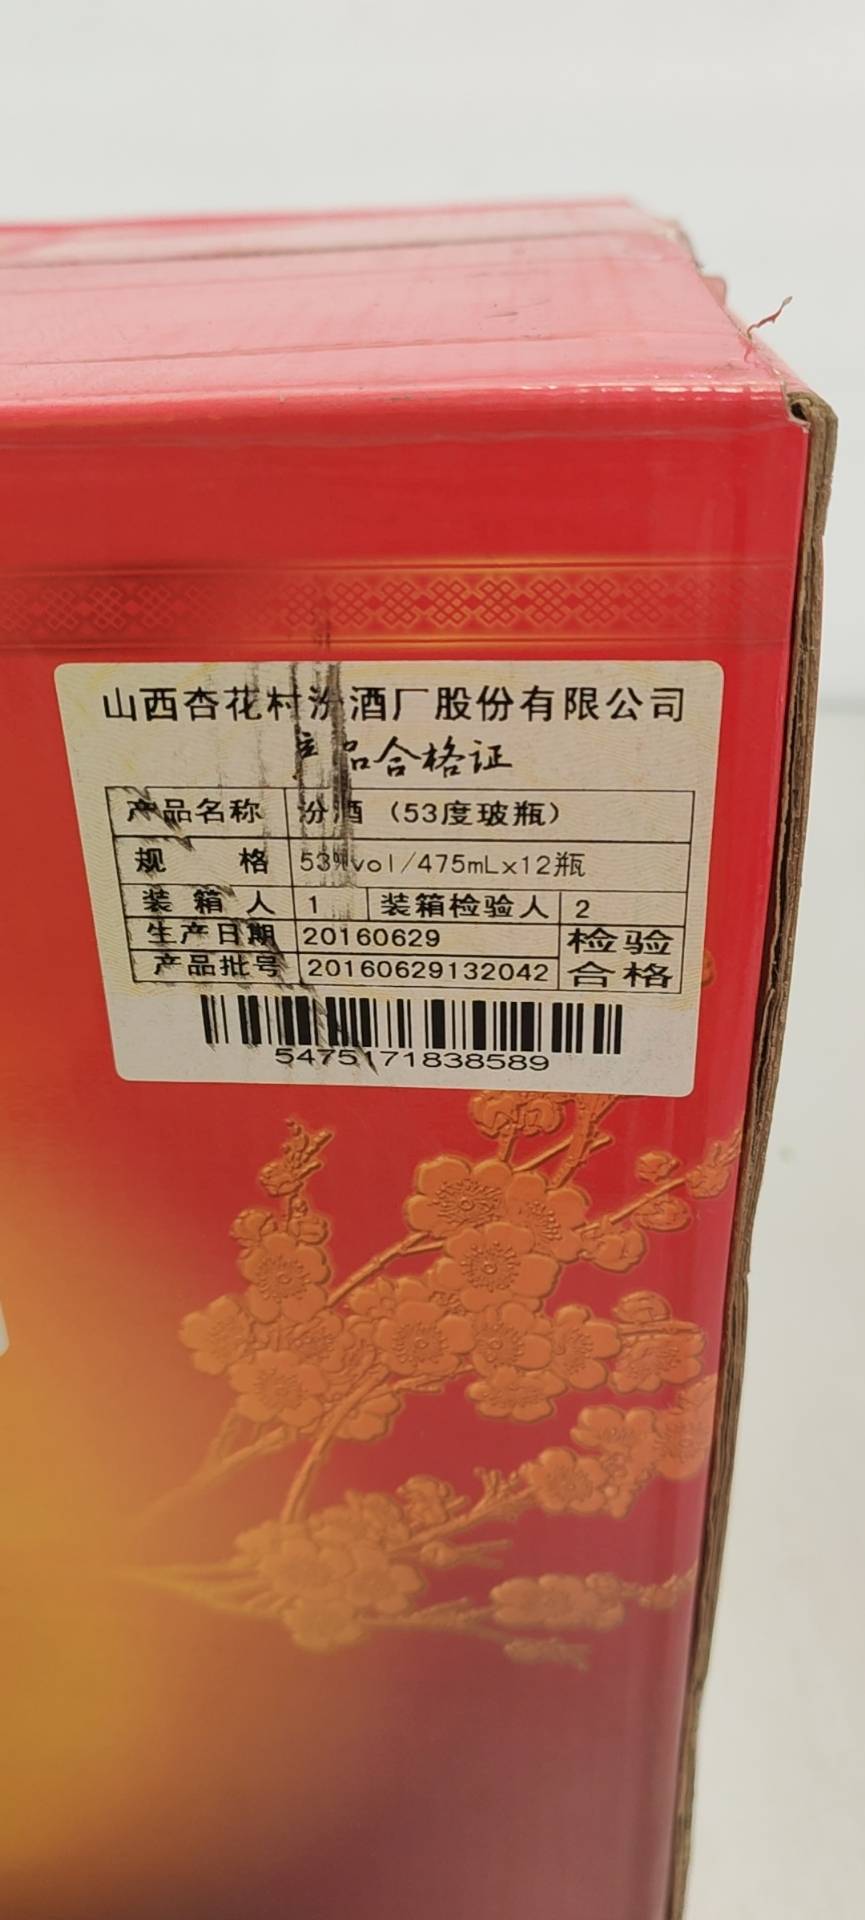 山西杏花村汾酒厂股份有限公司
产品合格证
产品名称 汾酒（53度玻瓶）
规 格 53%vol/475mLx12瓶
装 箱 人 1 装箱检验人 2
生产日期 20160629 检验
产品批号 20160629132042 合格
5475171838589